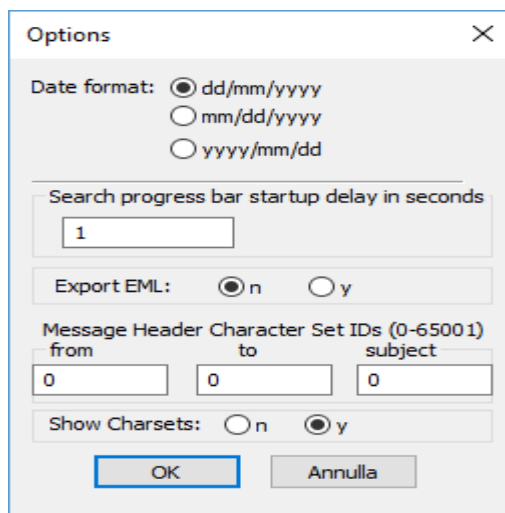 Options
Date format: dd/mm/yyyy
mm/dd/yyyy
yyyy/mm/dd
Search progress bar startup delay in seconds
1
Export EML: n y
Message Header Character Set IDs (0-65001)
from to subject
0 0 0
Show Charsets: n y
OK Annulla